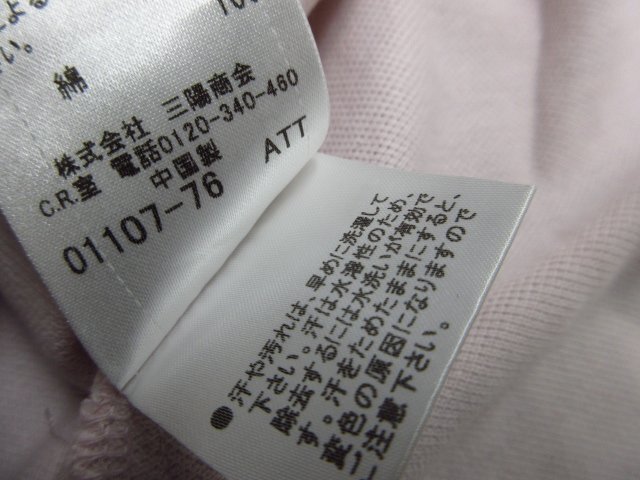 よる
い。
綿 100
株式会社 三陽商会
C.R.室 電話0120-340-460
中国製
01107-76 ATT
●汗や汚れは、早めに洗濯して
下さい。汗は水溶性のため、
除去するには水洗いが有効で
す。汗をためたままにすると、
変色の原因になりますので
ご注意下さい。